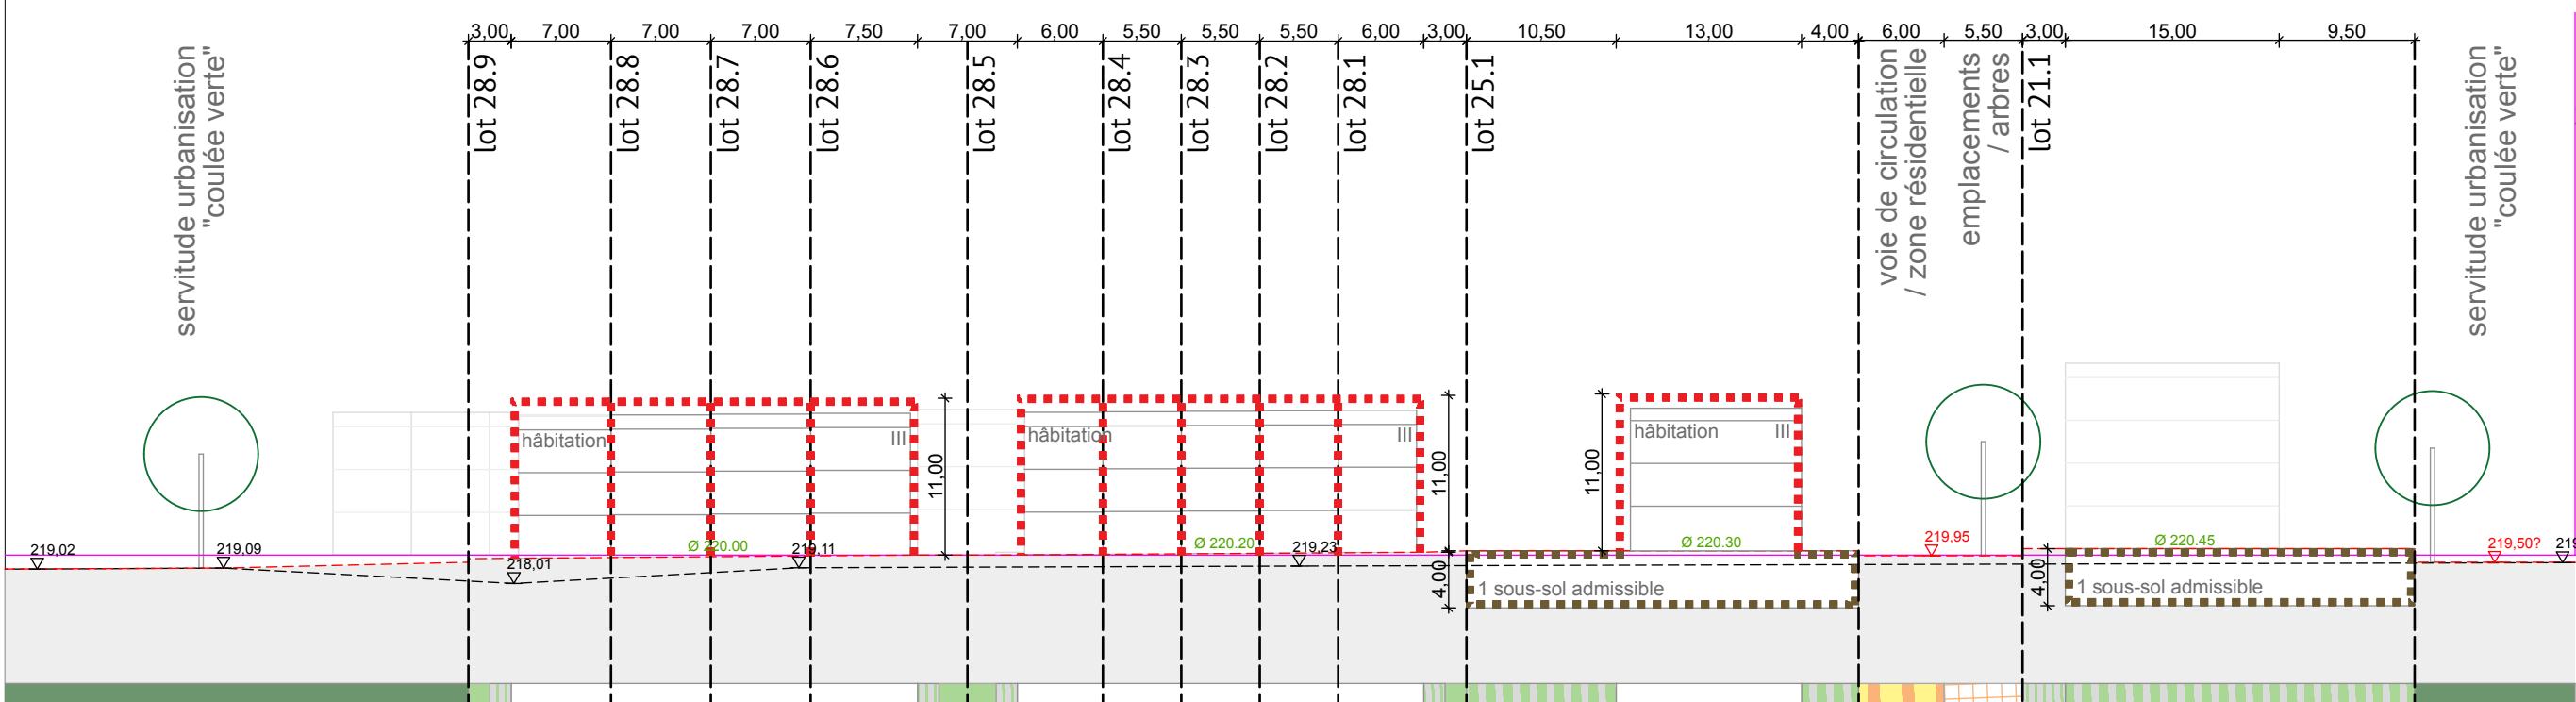 3,00 7,00 7,00 7,00 7,50 7,00 6,00 5,50 5,50 5,50 6,00 3,00 10,50 13,00 4,00 6,00 5,50 3,00 15,00 9,50
servitude urbanisation
"coulée verte"
lot 28.9
lot 28.8
lot 28.7
lot 28.6
lot 28.5
lot 28.4
lot 28.3
lot 28.2
lot 28.1
lot 25.1
voie de circulation
/ zone résidentielle
emplacements
/ arbres
lot 21.1
servitude urbanisation
"coulée verte"
hâbitation III
11,00
hâbitation III
11,00
11,00
hâbitation III
219,02
219,09
218,01
Ø 220.00
219,11
Ø 220.20
219,23
Ø 220.30
219,95
Ø 220.45
219,50?
219
4,00
1 sous-sol admissible
4,00
1 sous-sol admissible